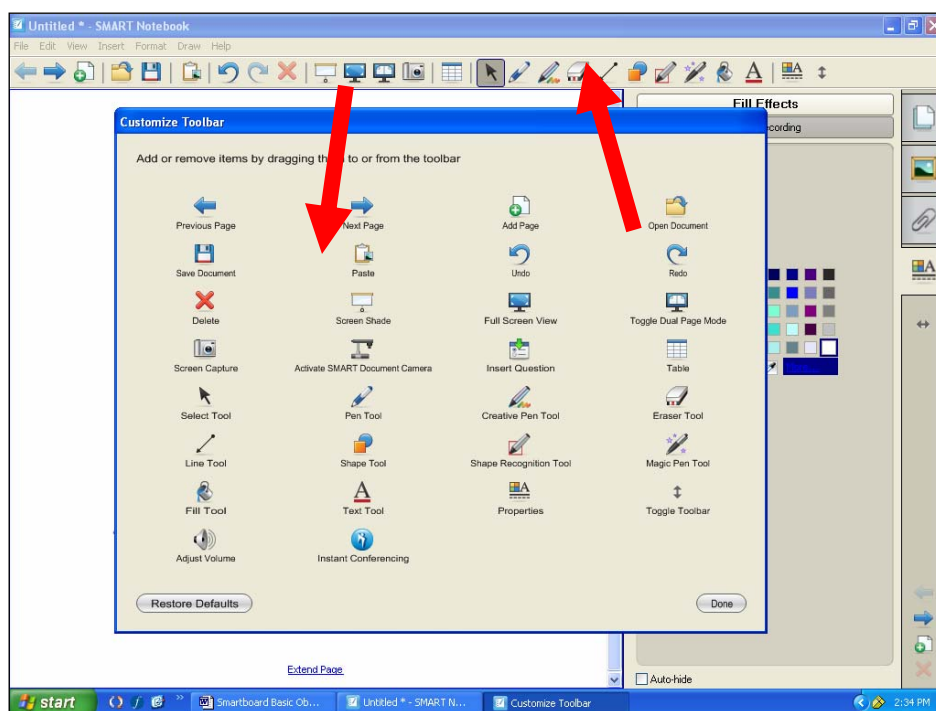 Untitled * - SMART Notebook
File Edit View Insert Format Draw Help
Fill Effects
ecording
Customize Toolbar
Add or remove items by dragging th to or from the toolbar
Previous Page Next Page Add Page Open Document
Save Document Paste Undo Redo
Delete Screen Shade Full Screen View Toggle Dual Page Mode
Screen Capture Activate SMART Document Camera Insert Question Table
Select Tool Pen Tool Creative Pen Tool Eraser Tool
Line Tool Shape Tool Shape Recognition Tool Magic Pen Tool
Fill Tool Text Tool Properties Toggle Toolbar
Adjust Volume Instant Conferencing
Restore Defaults Done
Extend Page
Auto-hide
start Smartboard Basic Ob... Untitled * - SMART N... Customize Toolbar 2:34 PM